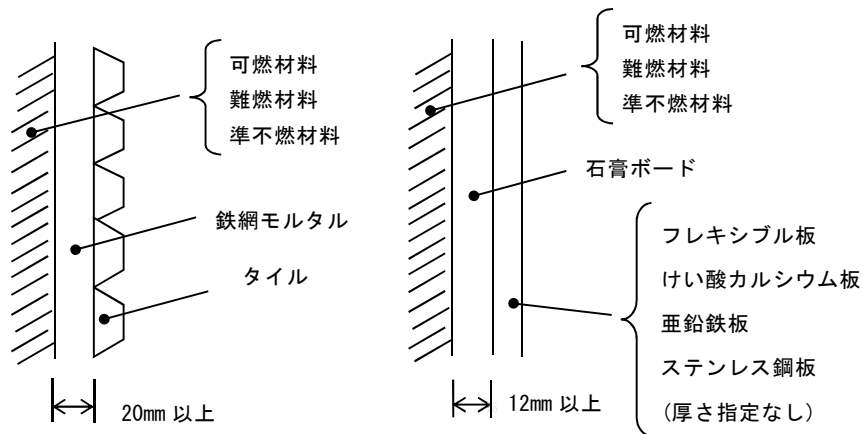 可燃材料
難燃材料
準不燃材料
鉄網モルタル
タイル
20mm 以上
可燃材料
難燃材料
準不燃材料
石膏ボード
フレキシブル板
けい酸カルシウム板
亜鉛鉄板
ステンレス鋼板
(厚さ指定なし)
12mm 以上